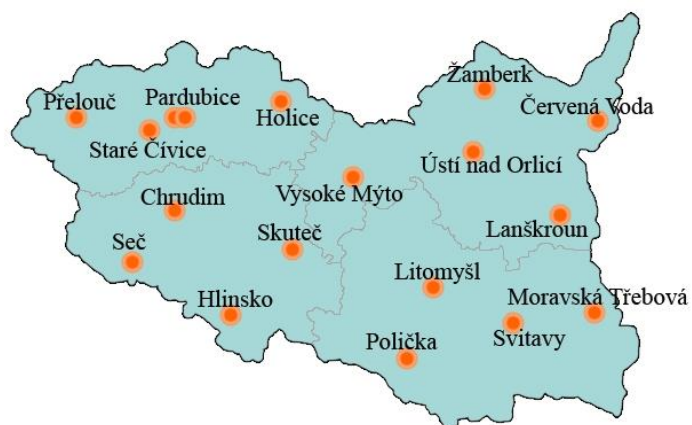 Žamberk
Přelouč
Pardubice
Holice
Červená Voda
Staré Čívice
Ústí nad Orlicí
Vysoké Mýto
Chrudim
Lanškroun
Skuteč
Seč
Litomyšl
Hlinsko
Moravská Třebová
Svitavy
Polička